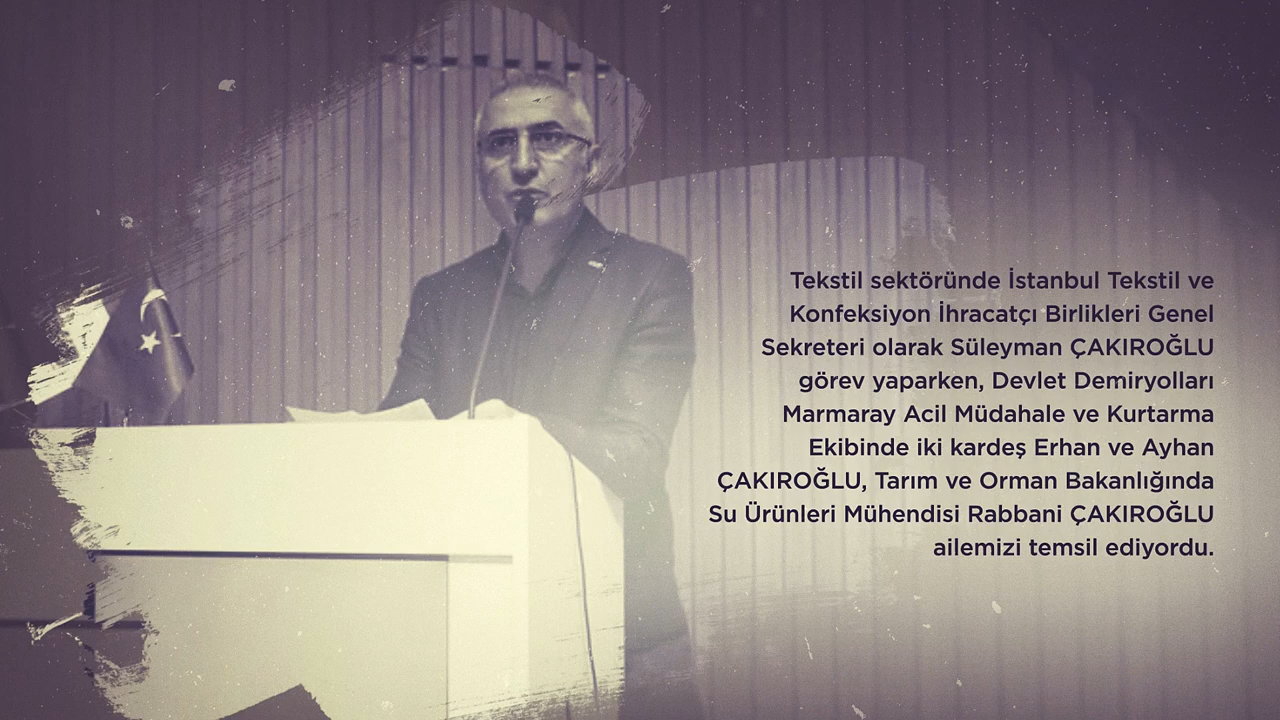 Tekstil sektöründe İstanbul Tekstil ve
Konfeksiyon İhracatçı Birlikleri Genel
Sekreteri olarak Süleyman ÇAKIROĞLU
görev yaparken, Devlet Demiryolları
Marmaray Acil Müdahale ve Kurtarma
Ekibinde iki kardeş Erhan ve Ayhan
ÇAKIROĞLU, Tarım ve Orman Bakanlığında
Su Ürünleri Mühendisi Rabbani ÇAKIROĞLU
ailemizi temsil ediyordu.